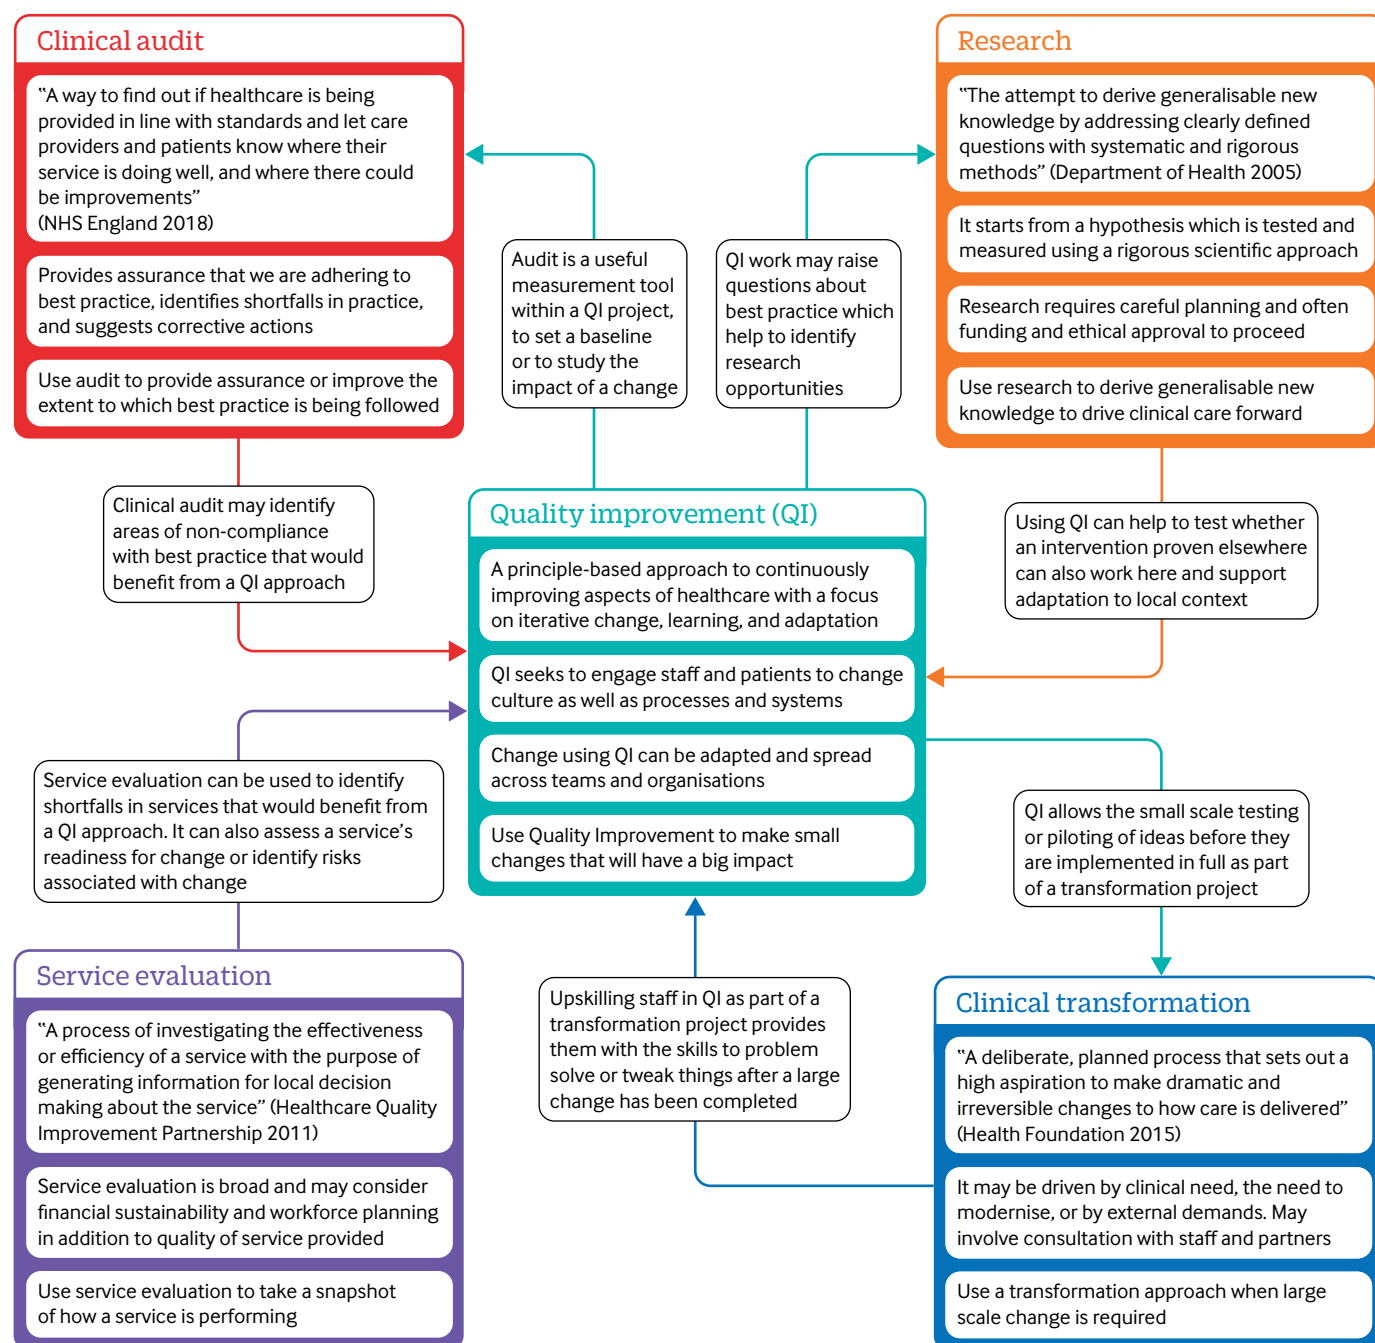 Clinical audit
“A way to find out if healthcare is being
provided in line with standards and let care
providers and patients know where their
service is doing well, and where there could
be improvements”
(NHS England 2018)
Provides assurance that we are adhering to
best practice, identifies shortfalls in practice,
and suggests corrective actions
Use audit to provide assurance or improve the
extent to which best practice is being followed
Research
“The attempt to derive generalisable new
knowledge by addressing clearly defined
questions with systematic and rigorous
methods” (Department of Health 2005)
It starts from a hypothesis which is tested and
measured using a rigorous scientific approach
Research requires careful planning and often
funding and ethical approval to proceed
Use research to derive generalisable new
knowledge to drive clinical care forward
Audit is a useful
measurement tool
within a QI project,
to set a baseline
or to study the
impact of a change
QI work may raise
questions about
best practice which
help to identify
research
opportunities
Clinical audit may identify
areas of non-compliance
with best practice that would
benefit from a QI approach
Quality improvement (QI)
A principle-based approach to continuously
improving aspects of healthcare with a focus
on iterative change, learning, and adaptation
QI seeks to engage staff and patients to change
culture as well as processes and systems
Change using QI can be adapted and spread
across teams and organisations
Use Quality Improvement to make small
changes that will have a big impact
Using QI can help to test whether
an intervention proven elsewhere
can also work here and support
adaptation to local context
Service evaluation can be used to identify
shortfalls in services that would benefit from
a QI approach. It can also assess a service’s
readiness for change or identify risks
associated with change
QI allows the small scale testing
or piloting of ideas before they
are implemented in full as part
of a transformation project
Service evaluation
“A process of investigating the effectiveness
or efficiency of a service with the purpose of
generating information for local decision
making about the service” (Healthcare Quality
Improvement Partnership 2011)
Service evaluation is broad and may consider
financial sustainability and workforce planning
in addition to quality of service provided
Use service evaluation to take a snapshot
of how a service is performing
Upskilling staff in QI as part of a
transformation project provides
them with the skills to problem
solve or tweak things after a large
change has been completed
Clinical transformation
“A deliberate, planned process that sets out a
high aspiration to make dramatic and
irreversible changes to how care is delivered”
(Health Foundation 2015)
It may be driven by clinical need, the need to
modernise, or by external demands. May
involve consultation with staff and partners
Use a transformation approach when large
scale change is required